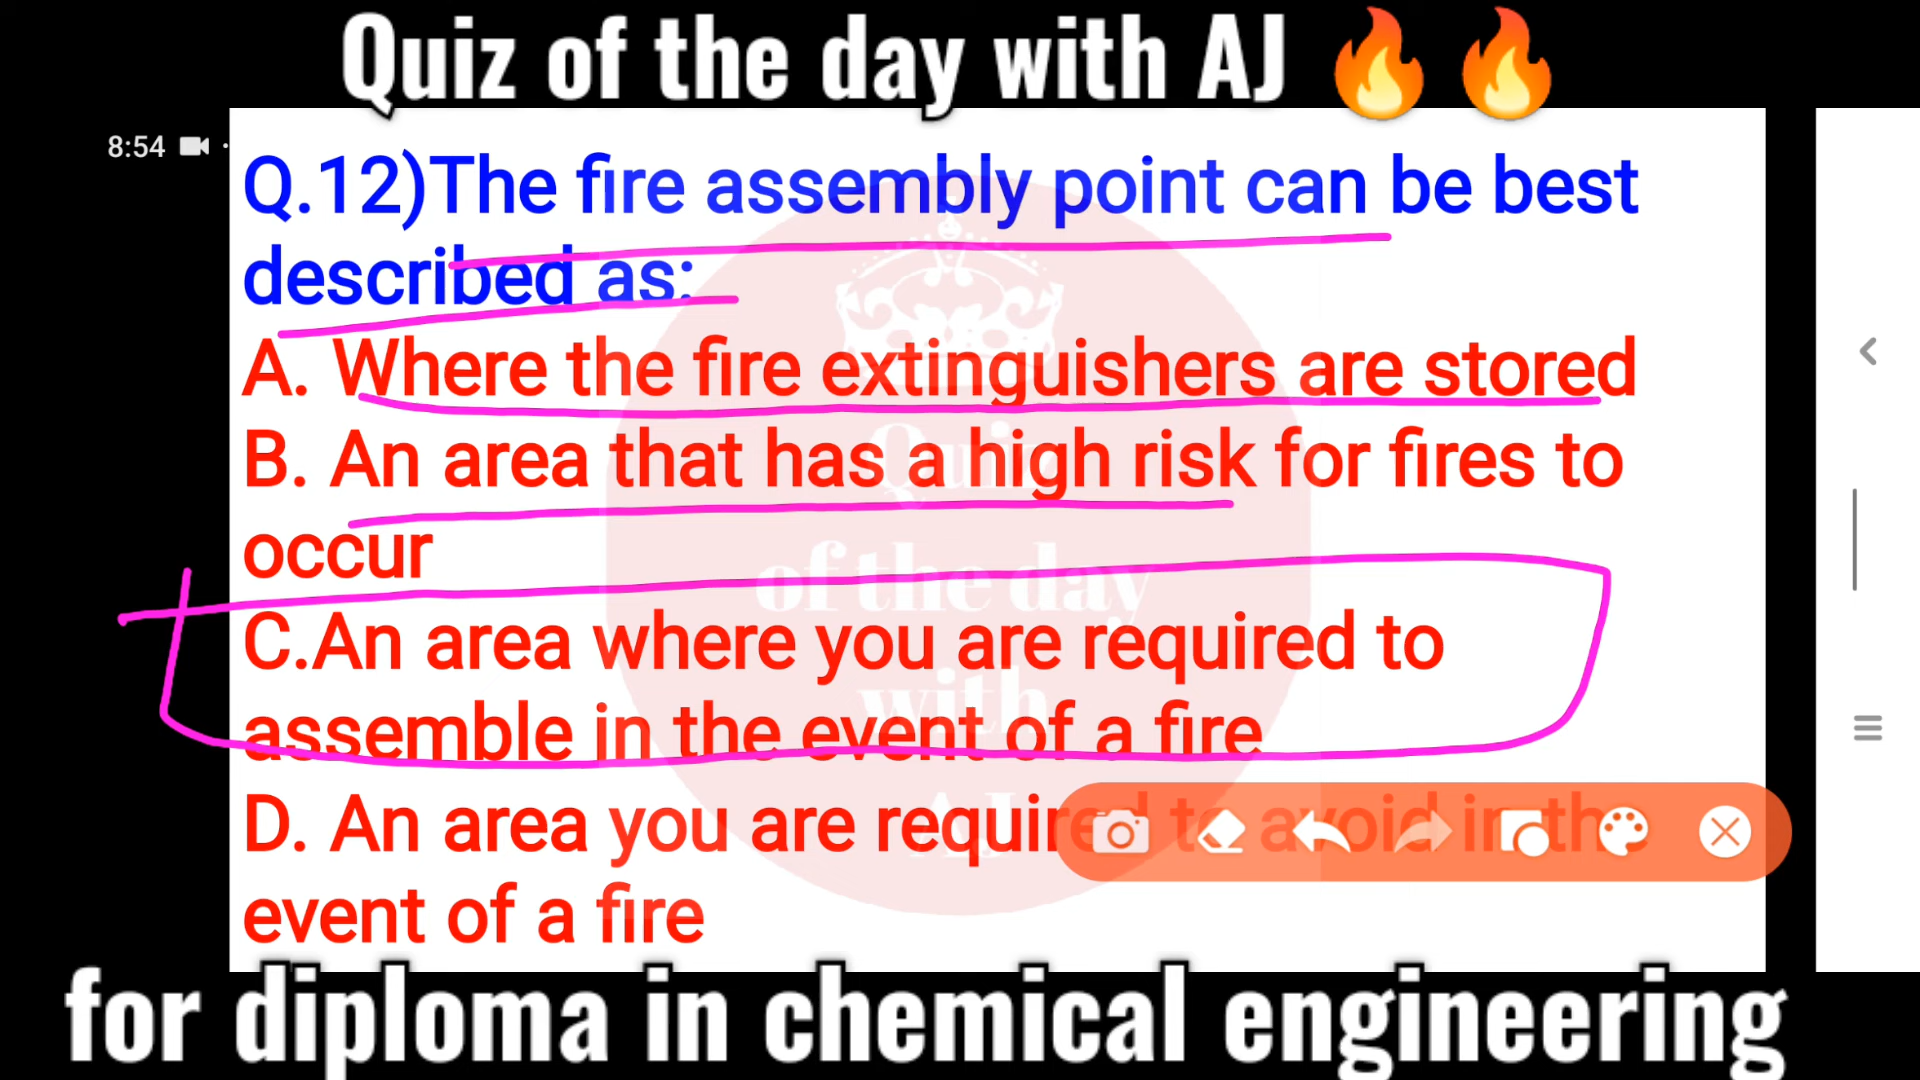 Quiz of the day with AJ 🔥🔥
8:54
Q.12)The fire assembly point can be best
described as:
A. Where the fire extinguishers are stored
B. An area that has a high risk for fires to
occur
C.An area where you are required to
assemble in the event of a fire
D. An area you are required to avoid in the
event of a fire
Quiz
of the day
with
AJ
for diploma in chemical engineering